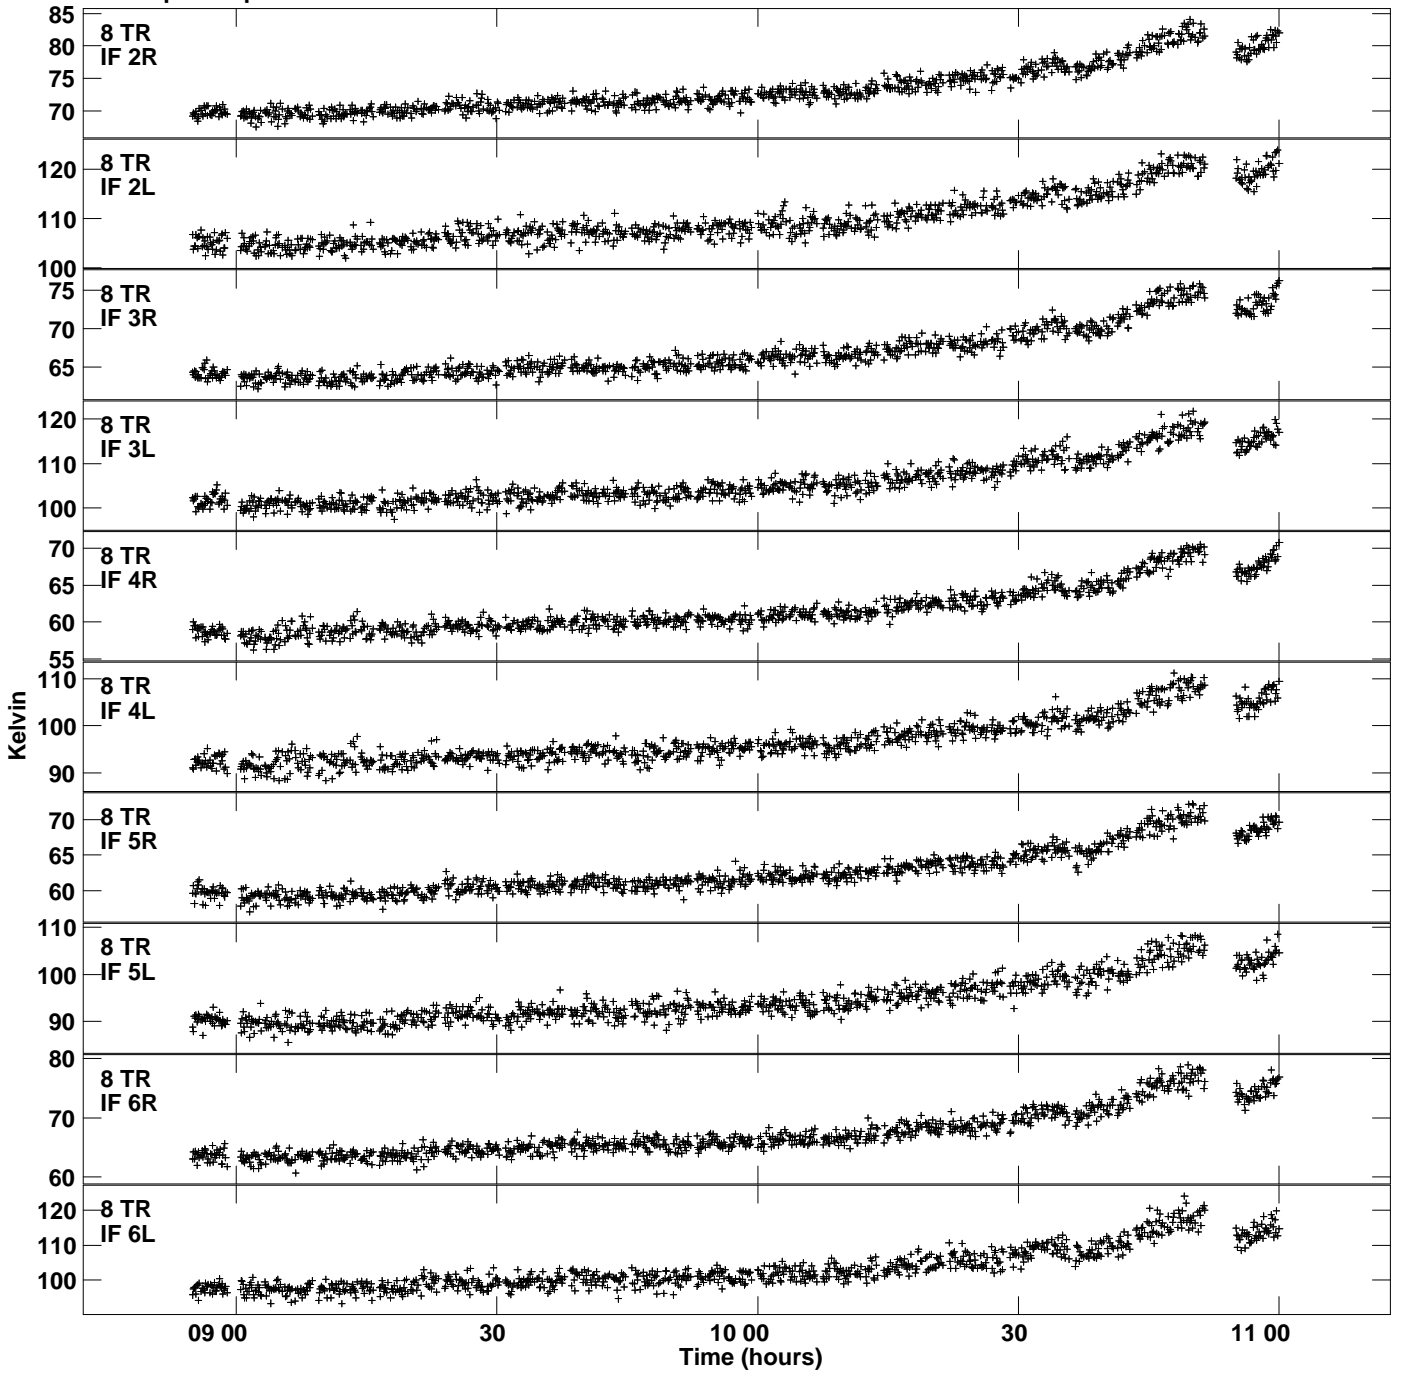 85
80
75
70
8 TR
IF 2R
120
110
100
8 TR
IF 2L
75
70
65
8 TR
IF 3R
120
110
100
8 TR
IF 3L
70
65
60
55
8 TR
IF 4R
110
100
90
8 TR
IF 4L
Kelvin
70
65
60
8 TR
IF 5R
110
100
90
8 TR
IF 5L
80
70
60
8 TR
IF 6R
120
110
100
8 TR
IF 6L
09 00 30 10 00 30 11 00
Time (hours)